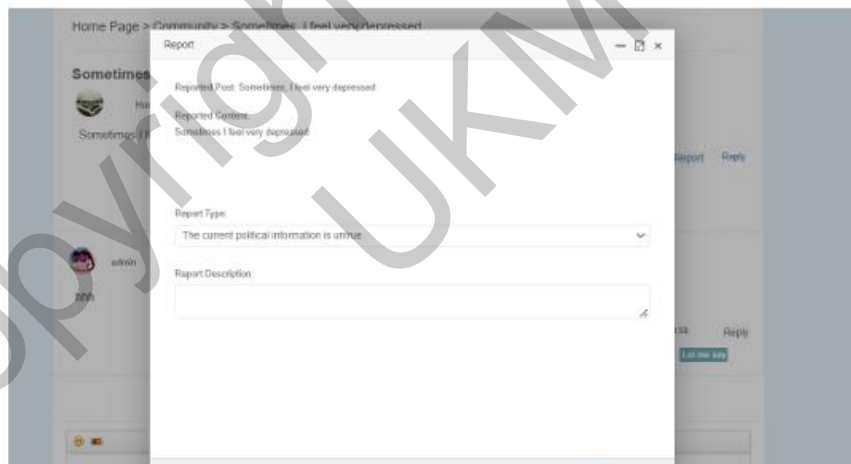 Home Page > Community > Sometimes, I feel very depressed
Report
Sometimes
Reported Post: Sometimes, I feel very depressed
Reported Content:
Sometimes I feel very depressed
Sometimes I
Report Reply
Report Type:
The current political information is untrue
admin
Report Description:
hhh
Reply
Let me say
Copyright
UKM